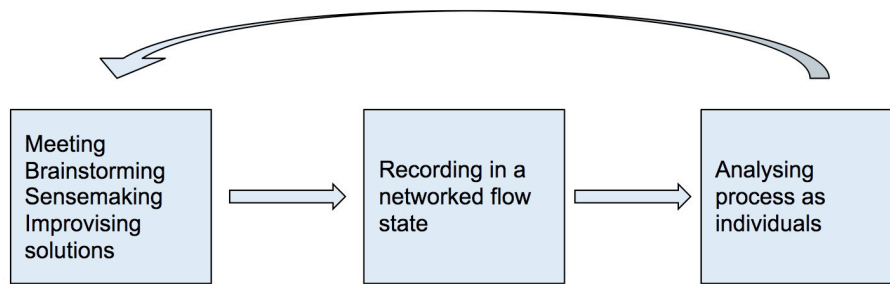 Meeting
Brainstorming
Sensemaking
Improvising
solutions
Recording in a
networked flow
state
Analysing
process as
individuals